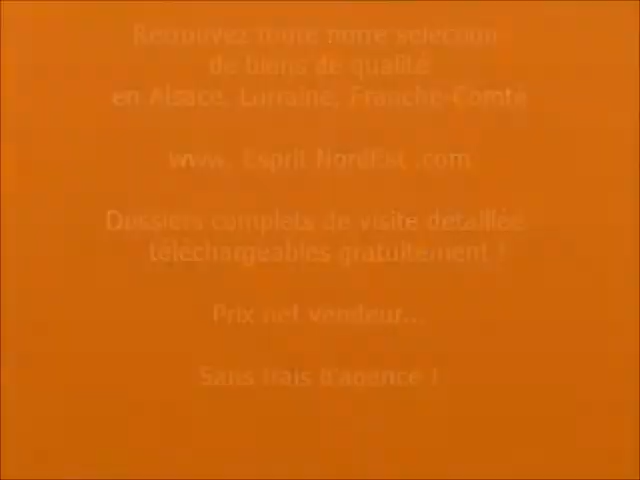 Retrouvez toute notre sélection
de biens de qualité
en Alsace, Lorraine, Franche-Comté
www. Esprit NordEst .com
Dossiers complets de visite détaillée
téléchargeables gratuitement !
Prix net vendeur...
Sans frais d'agence !